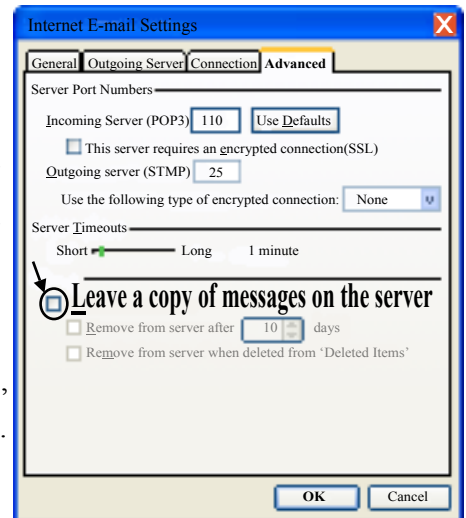 Internet E-mail Settings
General Outgoing Server Connection Advanced
Server Port Numbers
Incoming Server (POP3) 110 Use Defaults
This server requires an encrypted connection(SSL)
Outgoing server (STMP) 25
Use the following type of encrypted connection: None
Server Timeouts
Short Long 1 minute
Leave a copy of messages on the server
Remove from server after 10 days
Remove from server when deleted from ‘Deleted Items’
,
.
OK Cancel